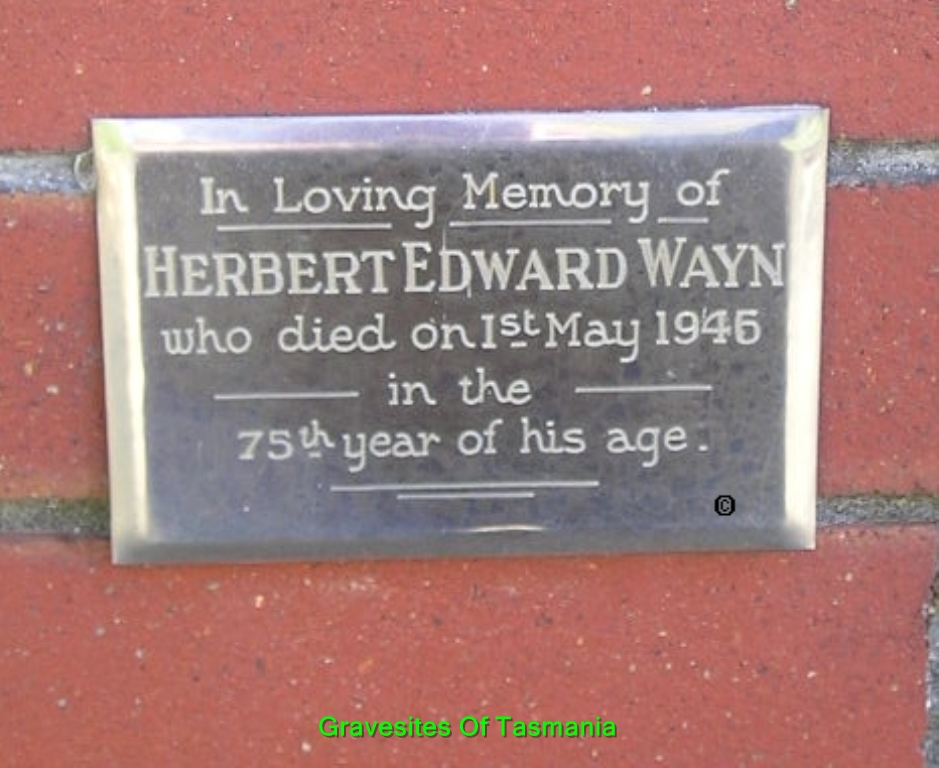 In Loving Memory of
HERBERT EDWARD WAYN
who died on 1st May 1946
in the
75th year of his age.
©
Gravesites Of Tasmania